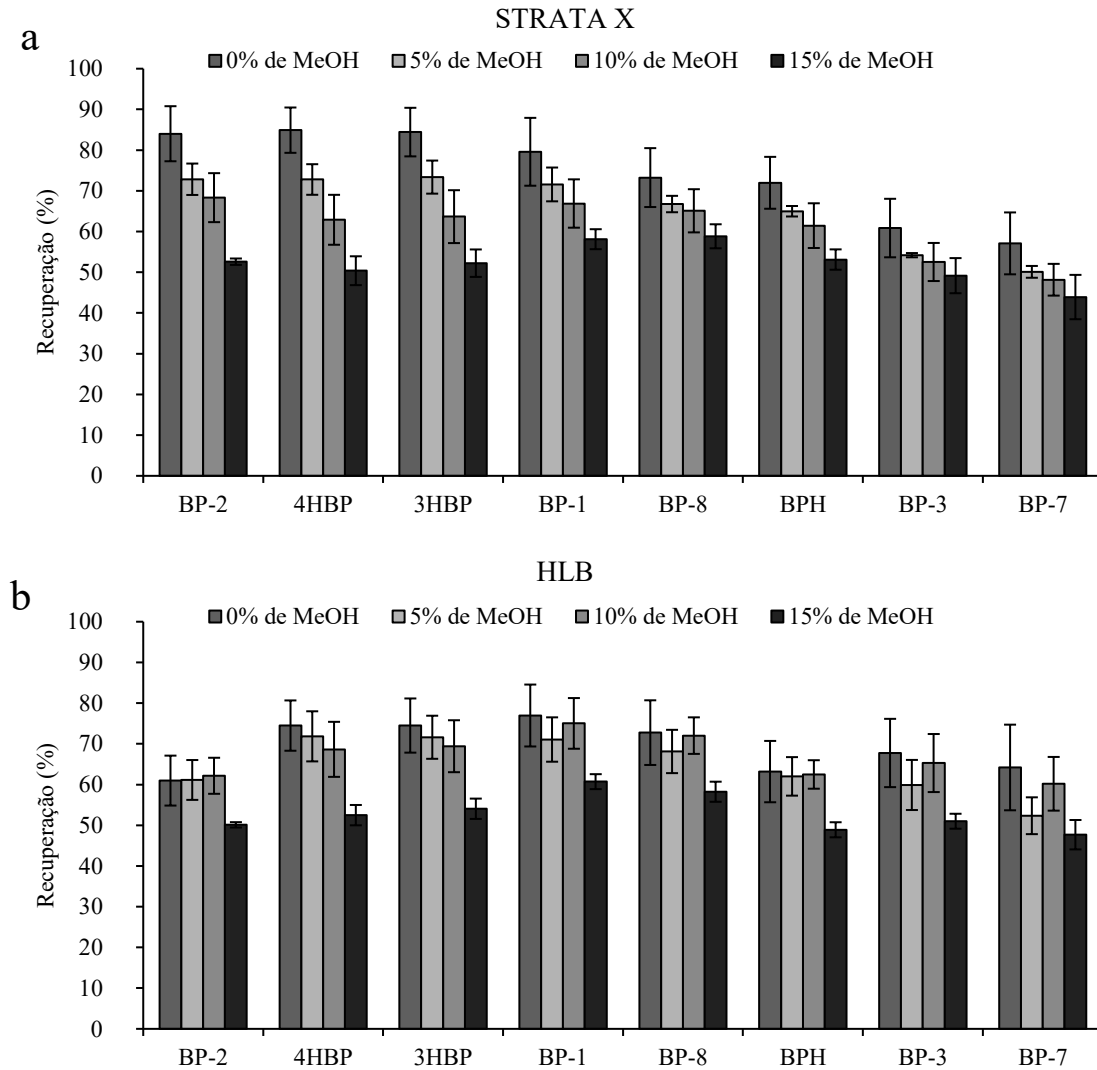 STRATA X
a
0% de MeOH 5% de MeOH 10% de MeOH 15% de MeOH
Recuperação (%)
100
90
80
70
60
50
40
30
20
10
0
BP-2 4HBP 3HBP BP-1 BP-8 BPH BP-3 BP-7
HLB
b
0% de MeOH 5% de MeOH 10% de MeOH 15% de MeOH
Recuperação (%)
100
90
80
70
60
50
40
30
20
10
0
BP-2 4HBP 3HBP BP-1 BP-8 BPH BP-3 BP-7